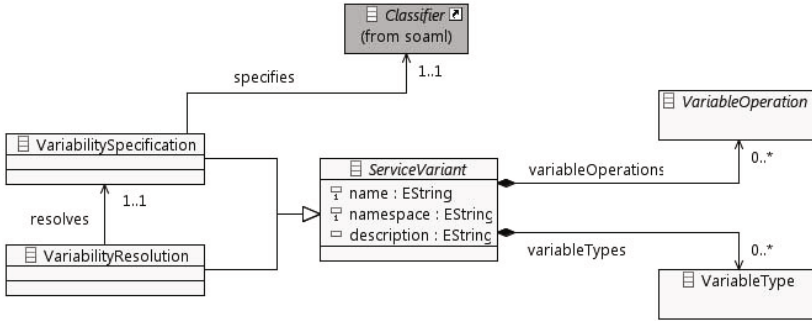 Classifier
(from soaml)
specifies
1..1
VariableOperation
VariabilitySpecification
0..*
ServiceVariant
variableOperations
name : EString
1..1
resolves
namespace : EString
description : EString
VariabilityResolution
variableTypes
0..*
VariableType